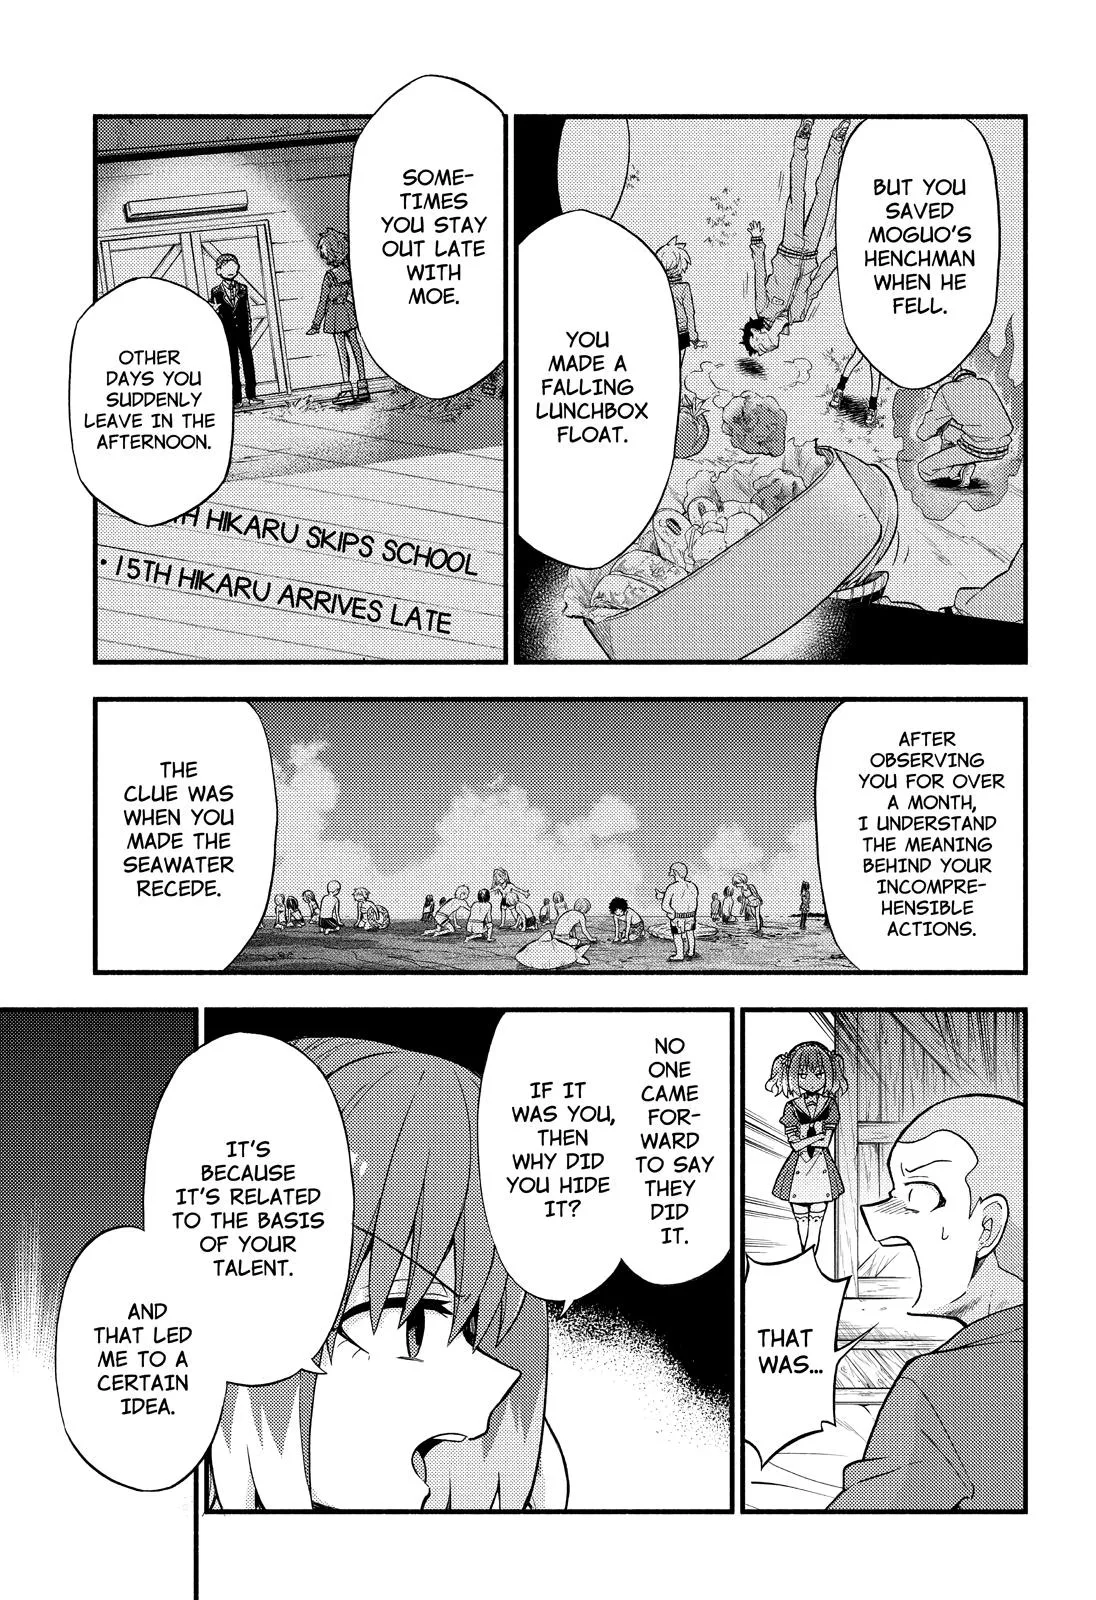 BUT YOU
SAVED
MOGUO'S
HENCHMAN
WHEN HE
FELL.
YOU
MADE A
FALLING
LUNCHBOX
FLOAT.
SOME-
TIMES
YOU STAY
OUT LATE
WITH
MOE.
OTHER
DAYS YOU
SUDDENLY
LEAVE IN THE
AFTERNOON.
HIKARU SKIPS SCHOOL
• 15TH HIKARU ARRIVES LATE
AFTER
OBSERVING
YOU FOR OVER
A MONTH,
I UNDERSTAND
THE MEANING
BEHIND YOUR
INCOMPRE-
HENSIBLE
ACTIONS.
THE
CLUE WAS
WHEN YOU
MADE THE
SEAWATER
RECEDE.
THAT
WAS...
NO
ONE
CAME
FOR-
WARD
TO SAY
THEY
DID
IT.
IF IT
WAS YOU,
THEN
WHY DID
YOU HIDE
IT?
IT'S
BECAUSE
IT'S RELATED
TO THE BASIS
OF YOUR
TALENT.
AND
THAT LED
ME TO A
CERTAIN
IDEA.